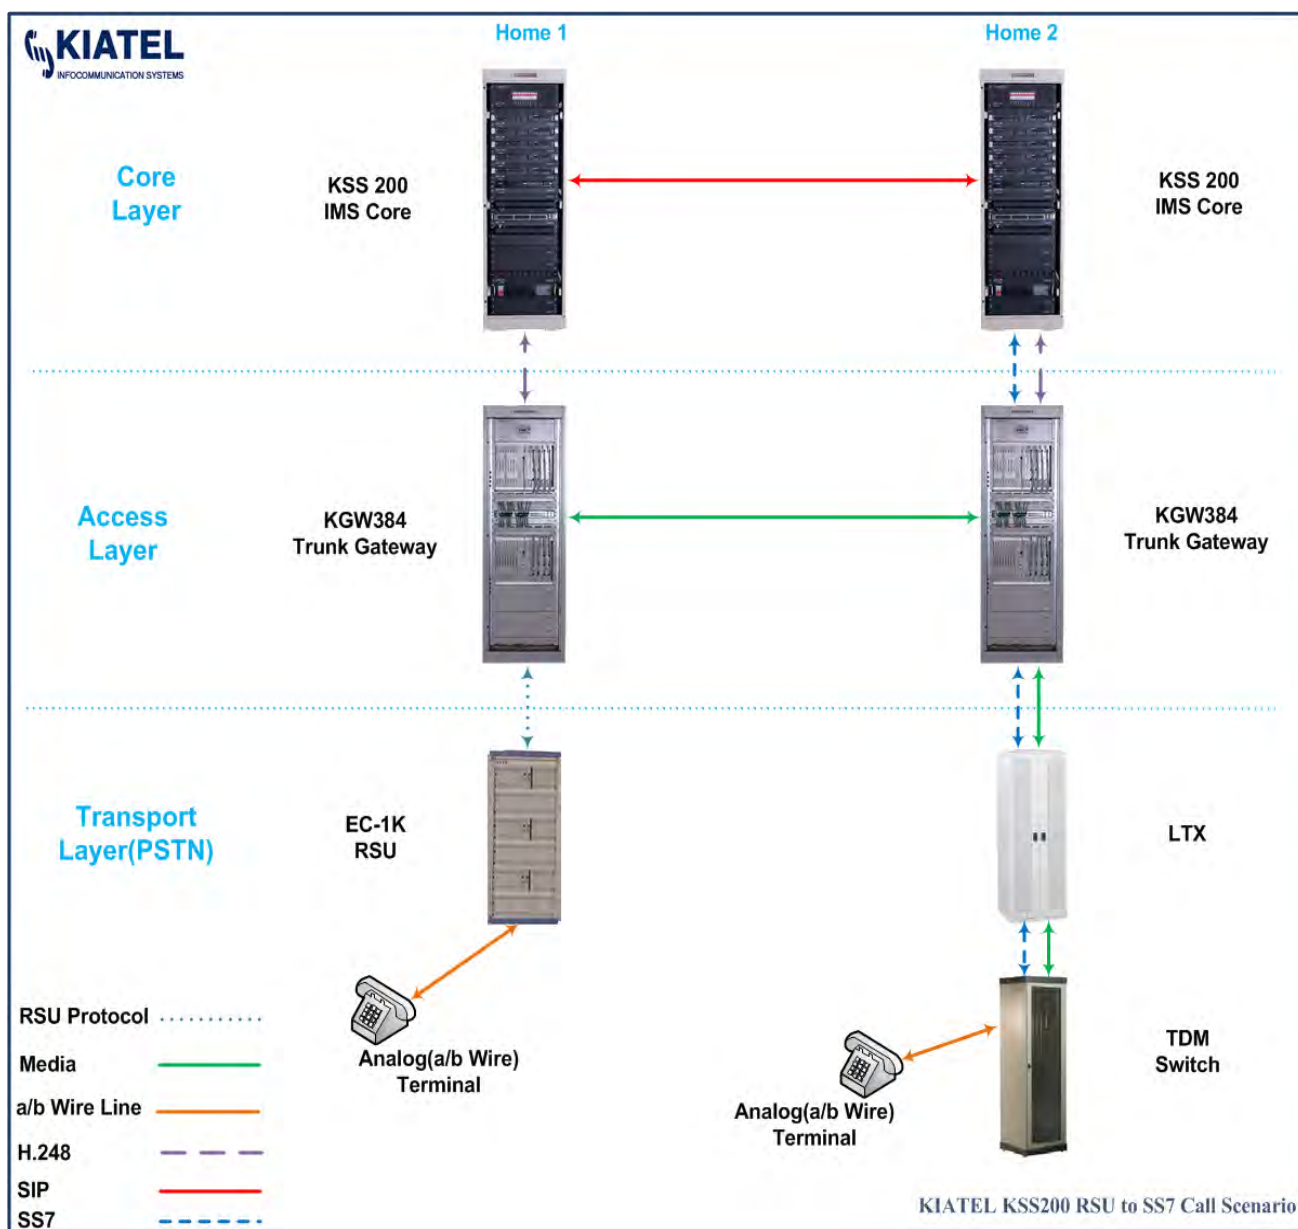 KIATEL
INFOCOMMUNICATION SYSTEMS
Home 1
Home 2
Core
Layer
KSS 200
IMS Core
KSS 200
IMS Core
Access
Layer
KGW384
Trunk Gateway
KGW384
Trunk Gateway
Transport
Layer(PSTN)
EC-1K
RSU
LTX
RSU Protocol
Media
a/b Wire Line
H.248
SIP
SS7
Analog(a/b Wire)
Terminal
Analog(a/b Wire)
Terminal
TDM
Switch
KIATEL KSS200 RSU to SS7 Call Scenario